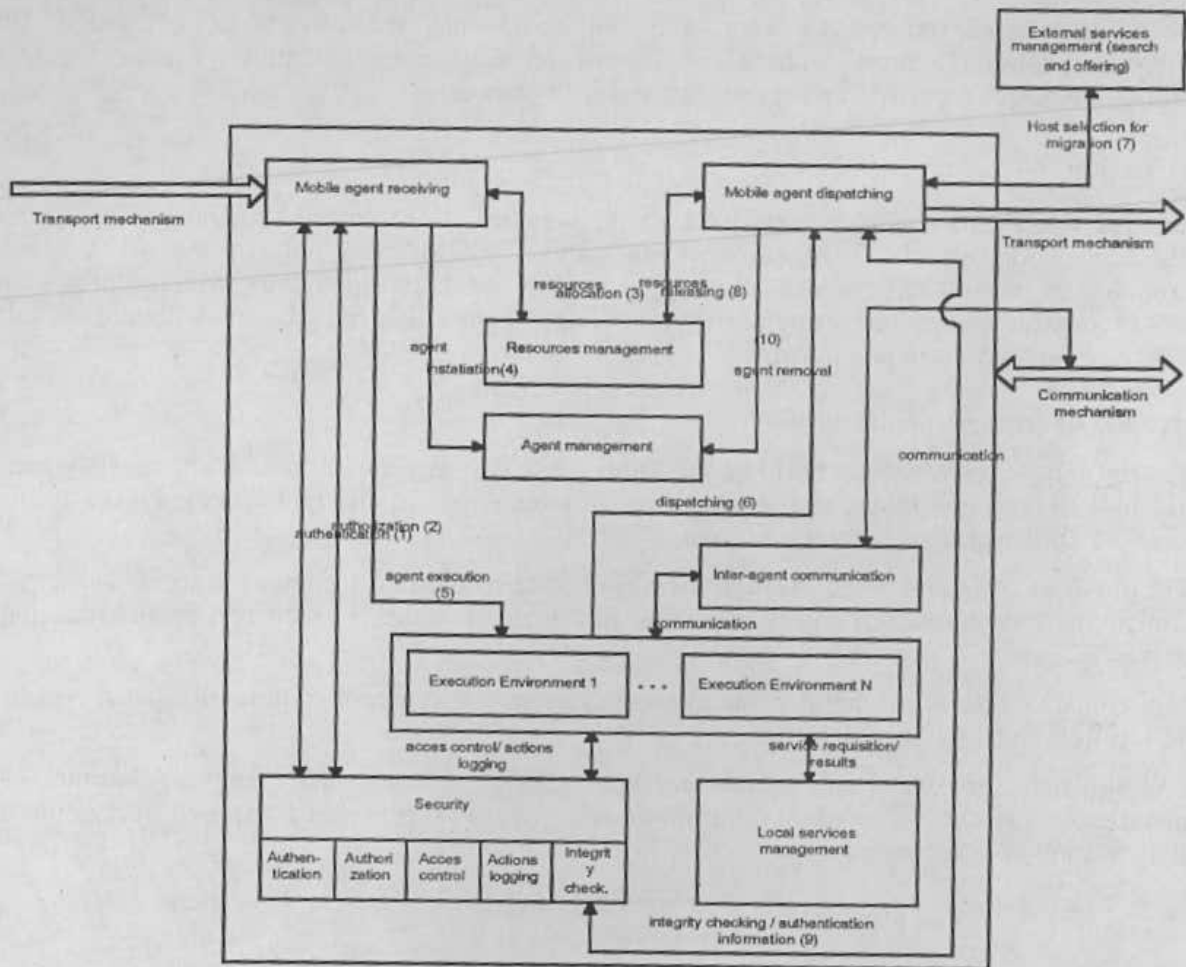 External services
management (search
and offering)
Host selection for
migration (7)
Mobile agent receiving
Mobile agent dispatching
Transport mechanism
Transport mechanism
resources
allocation (3)
resources
releasing (8)
Resources management
(10)
agent removal
agent
installation(4)
Communication
mechanism
Agent management
communication
dispatching (6)
authorization (2)
authentication (1)
agent execution
(5)
Inter-agent communication
communication
Execution Environment 1
...
Execution Environment N
acces control/ actions
logging
service requisition/
results
Security
Local services
management
Authen-
tication
Authori
zation
Acces
control
Actions
logging
Integrit
y
check.
integrity checking / authentication
information (9)